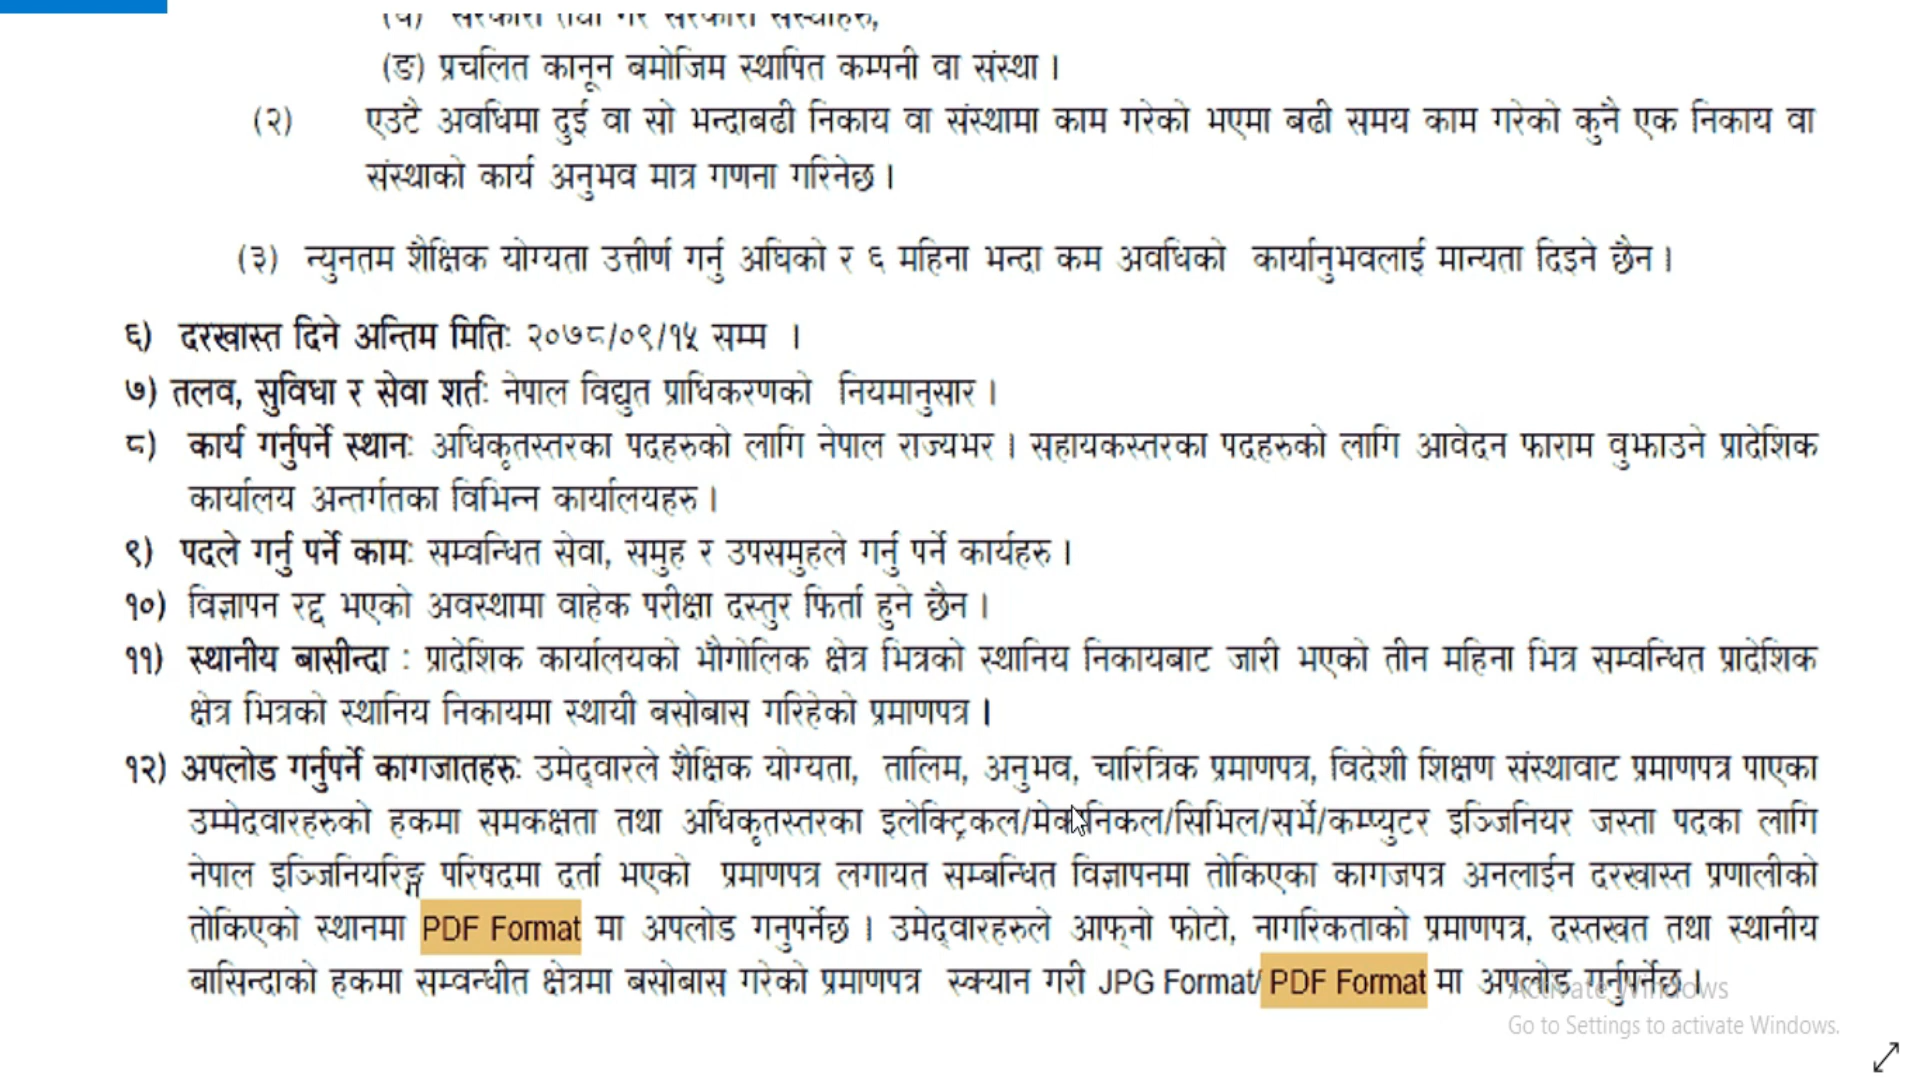 (ङ) प्रचलित कानून बमोजिम स्थापित कम्पनी वा संस्था ।
(२) एउटै अवधिमा दुई वा सो भन्दाबढी निकाय वा संस्थामा काम गरेको भएमा बढी समय काम गरेको कुनै एक निकाय वा
संस्थाको कार्य अनुभव मात्र गणना गरिनेछ ।
(३) न्युनतम शैक्षिक योग्यता उत्तीर्ण गर्नु अघिको र ६ महिना भन्दा कम अवधिको कार्यानुभवलाई मान्यता दिइने छैन ।
६) दरखास्त दिने अन्तिम मितिः २०७८/०९/१५ सम्म ।
७) तलव, सुविधा र सेवा शर्तः नेपाल विद्युत प्राधिकरणको नियमानुसार ।
८) कार्य गर्नुपर्ने स्थानः अधिकृतस्तरका पदहरुको लागि नेपाल राज्यभर । सहायकस्तरका पदहरुको लागि आवेदन फाराम वुझाउने प्रादेशिक
कार्यालय अन्तर्गतका विभिन्न कार्यालयहरु ।
९) पदले गर्नु पर्ने कामः सम्वन्धित सेवा, समुह र उपसमुहले गर्नु पर्ने कार्यहरु ।
१०) विज्ञापन रद्द भएको अवस्थामा वाहेक परीक्षा दस्तुर फिर्ता हुने छैन ।
११) स्थानीय बासीन्दा : प्रादेशिक कार्यालयको भौगोलिक क्षेत्र भित्रको स्थानिय निकायबाट जारी भएको तीन महिना भित्र सम्वन्धित प्रादेशिक
क्षेत्र भित्रको स्थानिय निकायमा स्थायी बसोबास गरिहेको प्रमाणपत्र ।
१२) अपलोड गर्नुपर्ने कागजातहरुः उमेद्वारले शैक्षिक योग्यता, तालिम, अनुभव, चारित्रिक प्रमाणपत्र, विदेशी शिक्षण संस्थावाट प्रमाणपत्र पाएका
उम्मेदवारहरुको हकमा समकक्षता तथा अधिकृतस्तरका इलेक्ट्रिकल/मेकानिकल/सिभिल/सर्भे/कम्प्युटर इञ्जिनियर जस्ता पदका लागि
नेपाल इञ्जिनियरिङ्ग परिषदमा दर्ता भएको प्रमाणपत्र लगायत सम्बन्धित विज्ञापनमा तोकिएका कागजपत्र अनलाईन दरखास्त प्रणालीको
तोकिएको स्थानमा PDF Format मा अपलोड गनुपर्नेछ । उमेद्वारहरुले आफ्नो फोटो, नागरिकताको प्रमाणपत्र, दस्तखत तथा स्थानीय
बासिन्दाको हकमा सम्वन्धीत क्षेत्रमा बसोबास गरेको प्रमाणपत्र स्क्यान गरी JPG Format/ PDF Format मा अपलोड गर्नुपर्नेछ ।
Activate Windows
Go to Settings to activate Windows.